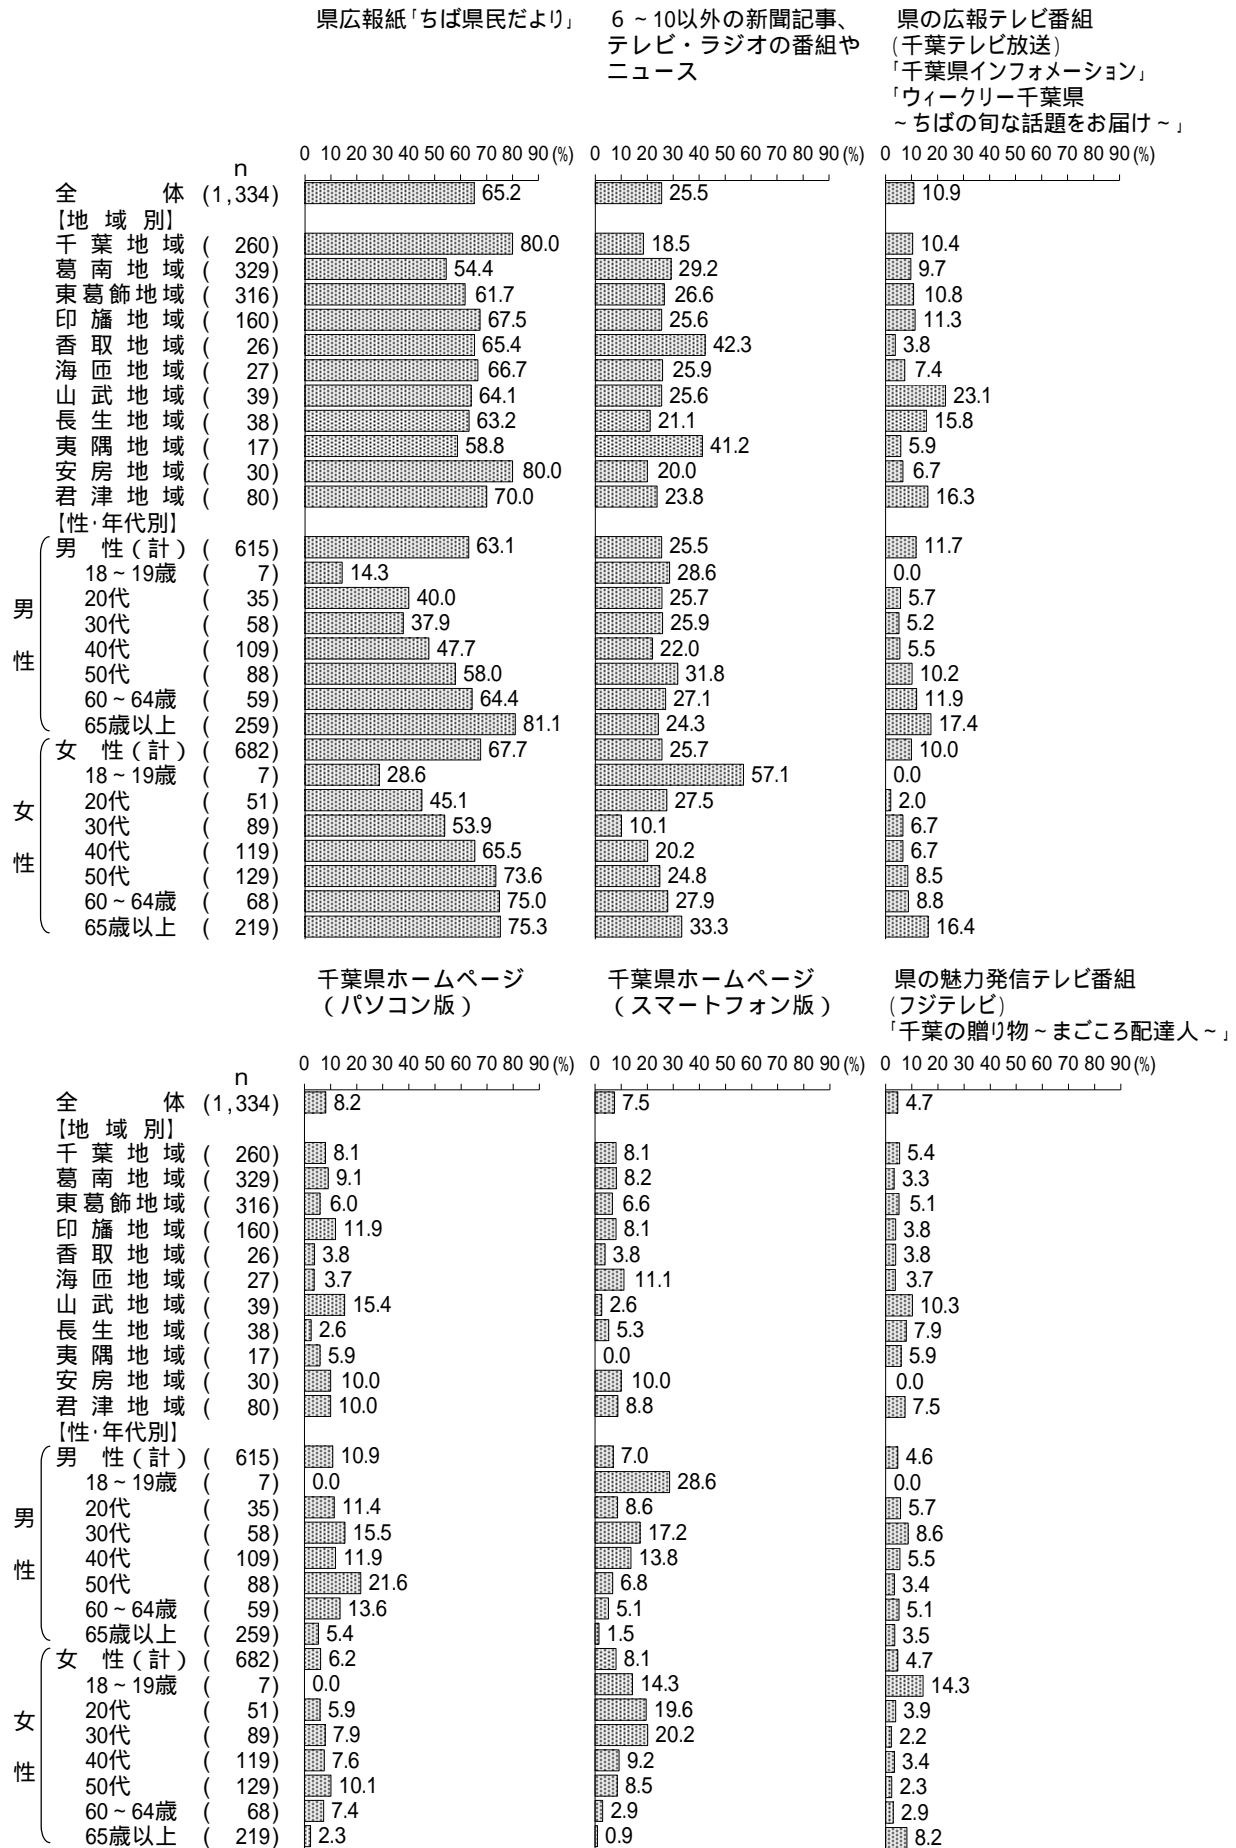 県広報紙「ちば県民だより」
6～10以外の新聞記事、
テレビ・ラジオの番組や
ニュース
県の広報テレビ番組
(千葉テレビ放送)
「千葉県インフォメーション」
「ウィークリー千葉県
～ちばの旬な話題をお届け～」
n 0 10 20 30 40 50 60 70 80 90(%) 0 10 20 30 40 50 60 70 80 90(%) 0 10 20 30 40 50 60 70 80 90(%)
全体 (1,334) 65.2 25.5 10.9
【地域別】
千葉地域 ( 260) 80.0 18.5 10.4
葛南地域 ( 329) 54.4 29.2 9.7
東葛飾地域 ( 316) 61.7 26.6 10.8
印旛地域 ( 160) 67.5 25.6 11.3
香取地域 ( 26) 65.4 42.3 3.8
海匝地域 ( 27) 66.7 25.9 7.4
山武地域 ( 39) 64.1 25.6 23.1
長生地域 ( 38) 63.2 21.1 15.8
夷隅地域 ( 17) 58.8 41.2 5.9
安房地域 ( 30) 80.0 20.0 6.7
君津地域 ( 80) 70.0 23.8 16.3
【性・年代別】
男性
男性(計) ( 615) 63.1 25.5 11.7
18～19歳 ( 7) 14.3 28.6 0.0
20代 ( 35) 40.0 25.7 5.7
30代 ( 58) 37.9 25.9 5.2
40代 ( 109) 47.7 22.0 5.5
50代 ( 88) 58.0 31.8 10.2
60～64歳 ( 59) 64.4 27.1 11.9
65歳以上 ( 259) 81.1 24.3 17.4
女性
女性(計) ( 682) 67.7 25.7 10.0
18～19歳 ( 7) 28.6 57.1 0.0
20代 ( 51) 45.1 27.5 2.0
30代 ( 89) 53.9 10.1 6.7
40代 ( 119) 65.5 20.2 6.7
50代 ( 129) 73.6 24.8 8.5
60～64歳 ( 68) 75.0 27.9 8.8
65歳以上 ( 219) 75.3 33.3 16.4
千葉県ホームページ
(パソコン版)
千葉県ホームページ
(スマートフォン版)
県の魅力発信テレビ番組
(フジテレビ)
「千葉の贈り物～まごころ配達人～」
n 0 10 20 30 40 50 60 70 80 90(%) 0 10 20 30 40 50 60 70 80 90(%) 0 10 20 30 40 50 60 70 80 90(%)
全体 (1,334) 8.2 7.5 4.7
【地域別】
千葉地域 ( 260) 8.1 8.1 5.4
葛南地域 ( 329) 9.1 8.2 3.3
東葛飾地域 ( 316) 6.0 6.6 5.1
印旛地域 ( 160) 11.9 8.1 3.8
香取地域 ( 26) 3.8 3.8 3.8
海匝地域 ( 27) 3.7 11.1 3.7
山武地域 ( 39) 15.4 2.6 10.3
長生地域 ( 38) 2.6 5.3 7.9
夷隅地域 ( 17) 5.9 0.0 5.9
安房地域 ( 30) 10.0 10.0 0.0
君津地域 ( 80) 10.0 8.8 7.5
【性・年代別】
男性
男性(計) ( 615) 10.9 7.0 4.6
18～19歳 ( 7) 0.0 28.6 0.0
20代 ( 35) 11.4 8.6 5.7
30代 ( 58) 15.5 17.2 8.6
40代 ( 109) 11.9 13.8 5.5
50代 ( 88) 21.6 6.8 3.4
60～64歳 ( 59) 13.6 5.1 5.1
65歳以上 ( 259) 5.4 1.5 3.5
女性
女性(計) ( 682) 6.2 8.1 4.7
18～19歳 ( 7) 0.0 14.3 14.3
20代 ( 51) 5.9 19.6 3.9
30代 ( 89) 7.9 20.2 2.2
40代 ( 119) 7.6 9.2 3.4
50代 ( 129) 10.1 8.5 2.3
60～64歳 ( 68) 7.4 2.9 2.9
65歳以上 ( 219) 2.3 0.9 8.2